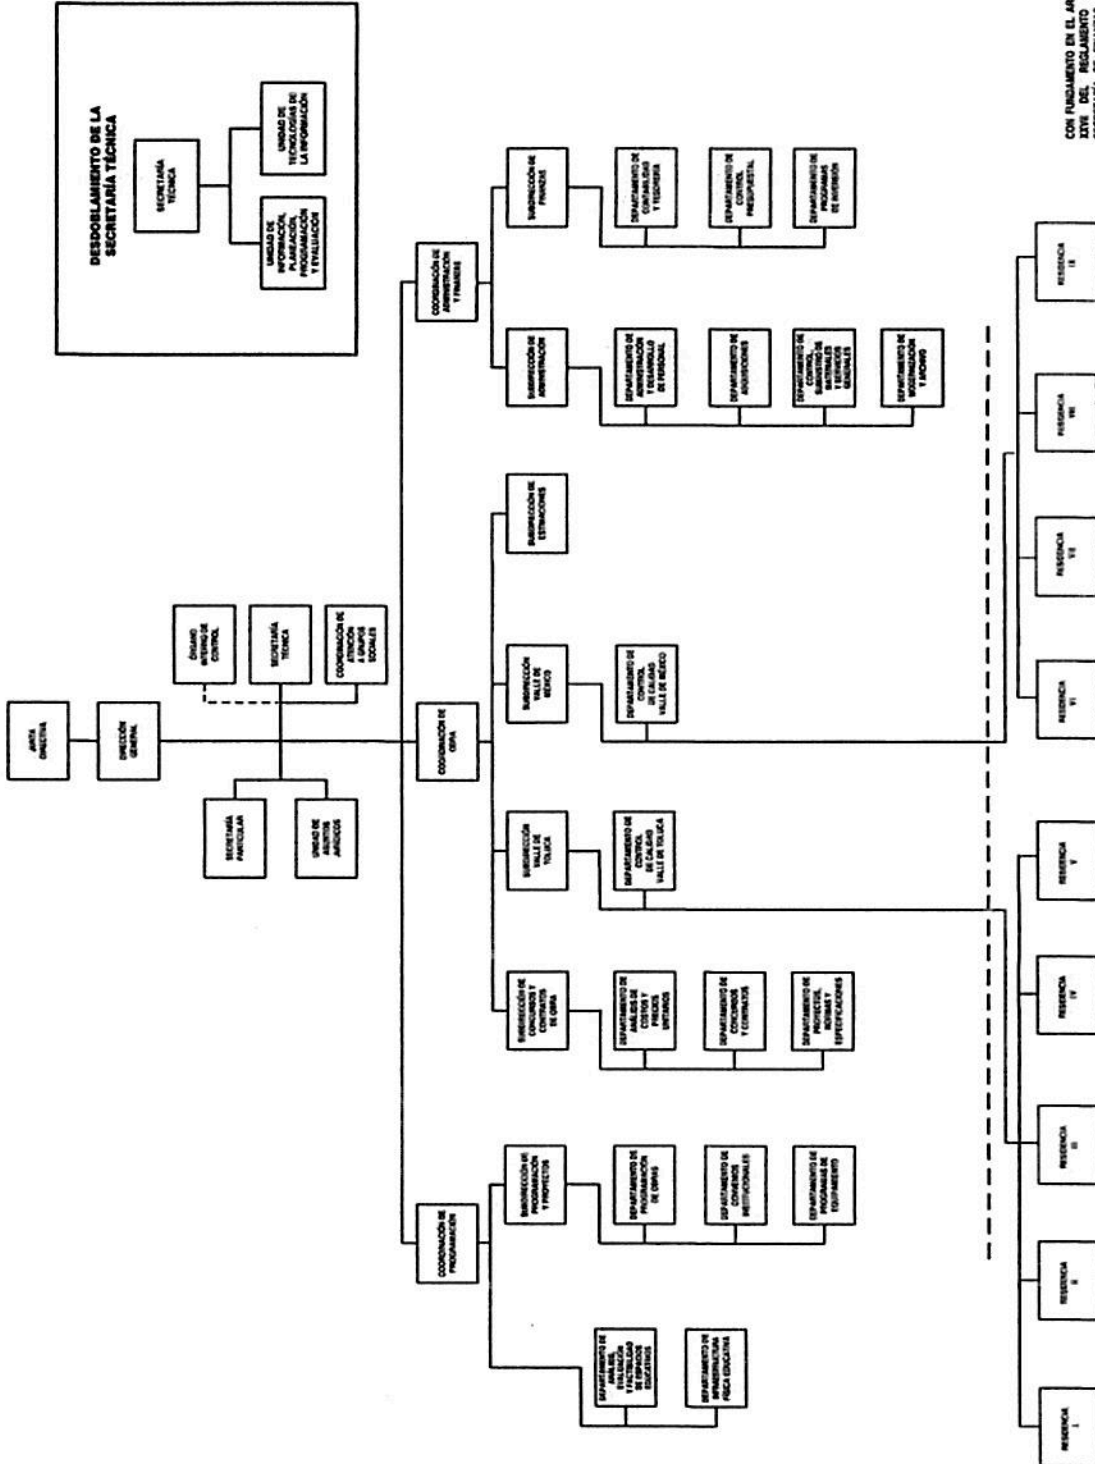 JUNTA
DIRECTIVA
DIRECCIÓN
GENERAL
SECRETARÍA
PARTICULAR
UNIDAD DE
ASUNTOS
JURÍDICOS
ÓRGANO
INTERNO DE
CONTROL
SECRETARÍA
TÉCNICA
COORDINACIÓN DE
ATENCIÓN
A GRUPOS
SOCIALES
DESDOBLAMIENTO DE LA
SECRETARÍA TÉCNICA
SECRETARÍA
TÉCNICA
UNIDAD DE
INFORMACIÓN,
PLANEACIÓN,
PROGRAMACIÓN
Y EVALUACIÓN
UNIDAD DE
TECNOLOGÍAS DE
LA INFORMACIÓN
COORDINACIÓN DE
PROGRAMACIÓN
COORDINACIÓN DE
OBRA
COORDINACIÓN DE
ADMINISTRACIÓN
Y FINANZAS
SUBDIRECCIÓN DE
PROGRAMACIÓN
Y PROYECTOS
SUBDIRECCIÓN DE
CONCURSOS Y
CONTRATOS
DE OBRA
SUBDIRECCIÓN
VALLE DE
TOLUCA
SUBDIRECCIÓN
VALLE DE
MÉXICO
SUBDIRECCIÓN DE
ESTIMACIONES
SUBDIRECCIÓN DE
ADMINISTRACIÓN
SUBDIRECCIÓN DE
FINANZAS
DEPARTAMENTO DE
ANÁLISIS,
EVALUACIÓN
Y FACTIBILIDAD
DE ESPACIOS
EDUCATIVOS
DEPARTAMENTO DE
INFRAESTRUCTURA
FÍSICA EDUCATIVA
DEPARTAMENTO DE
PROGRAMACIÓN
DE OBRAS
DEPARTAMENTO DE
CONVENIOS
INSTITUCIONALES
DEPARTAMENTO DE
PROGRAMAS DE
EQUIPAMIENTO
DEPARTAMENTO DE
ANÁLISIS DE
COSTOS Y
PRECIOS
UNITARIOS
DEPARTAMENTO DE
CONCURSOS
Y CONTRATOS
DEPARTAMENTO DE
PROYECTOS,
NORMAS Y
ESPECIFICACIONES
DEPARTAMENTO DE
CONTROL
DE CALIDAD
VALLE DE TOLUCA
DEPARTAMENTO DE
CONTROL
DE CALIDAD
VALLE DE MÉXICO
DEPARTAMENTO DE
ADMINISTRACIÓN
Y DESARROLLO
DE PERSONAL
DEPARTAMENTO DE
ADQUISICIONES
DEPARTAMENTO DE
CONTROL,
SUMINISTRO DE
MATERIALES
Y SERVICIOS
GENERALES
DEPARTAMENTO DE
MODERNIZACIÓN
Y ARCHIVO
DEPARTAMENTO DE
CONTABILIDAD
Y TESORERÍA
DEPARTAMENTO DE
CONTROL
PRESUPUESTAL
DEPARTAMENTO DE
PROGRAMAS
DE INVERSIÓN
RESIDENCIA
I
RESIDENCIA
II
RESIDENCIA
III
RESIDENCIA
IV
RESIDENCIA
V
RESIDENCIA
VI
RESIDENCIA
VII
RESIDENCIA
VIII
RESIDENCIA
IX
CON FUNDAMENTO EN EL AR
DEL REGLAMENTO